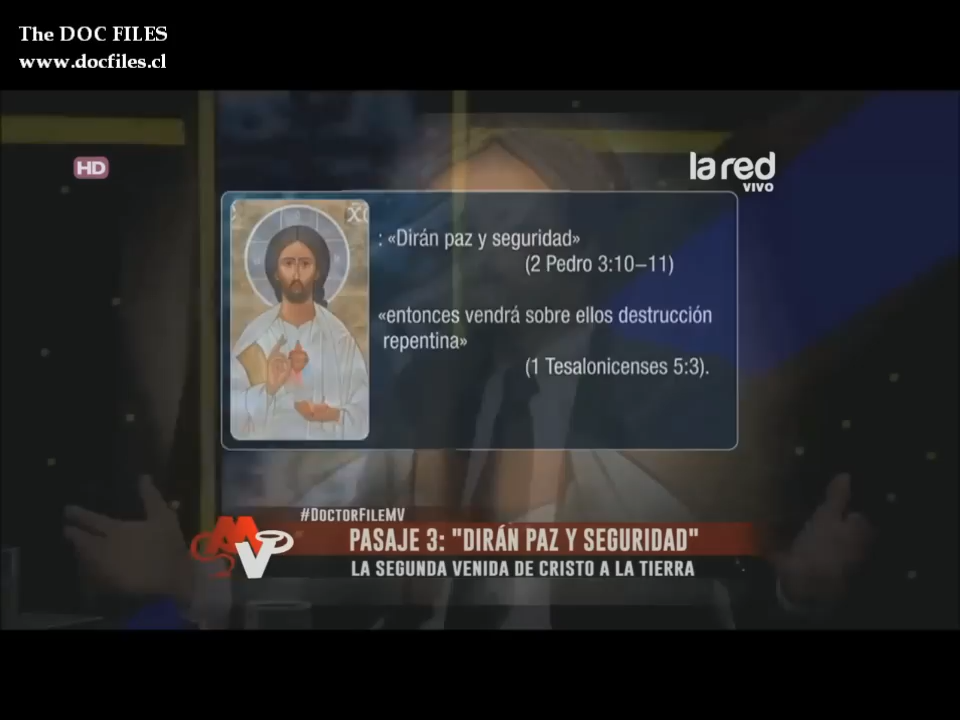 The DOC FILES
www.docfiles.cl
HD
la red
VIVO
: «Dirán paz y seguridad»
(2 Pedro 3:10–11)
«entonces vendrá sobre ellos destrucción
repentina»
(1 Tesalonicenses 5:3).
#DOCTORFILEMV
MV
PASAJE 3: "DIRÁN PAZ Y SEGURIDAD"
LA SEGUNDA VENIDA DE CRISTO A LA TIERRA